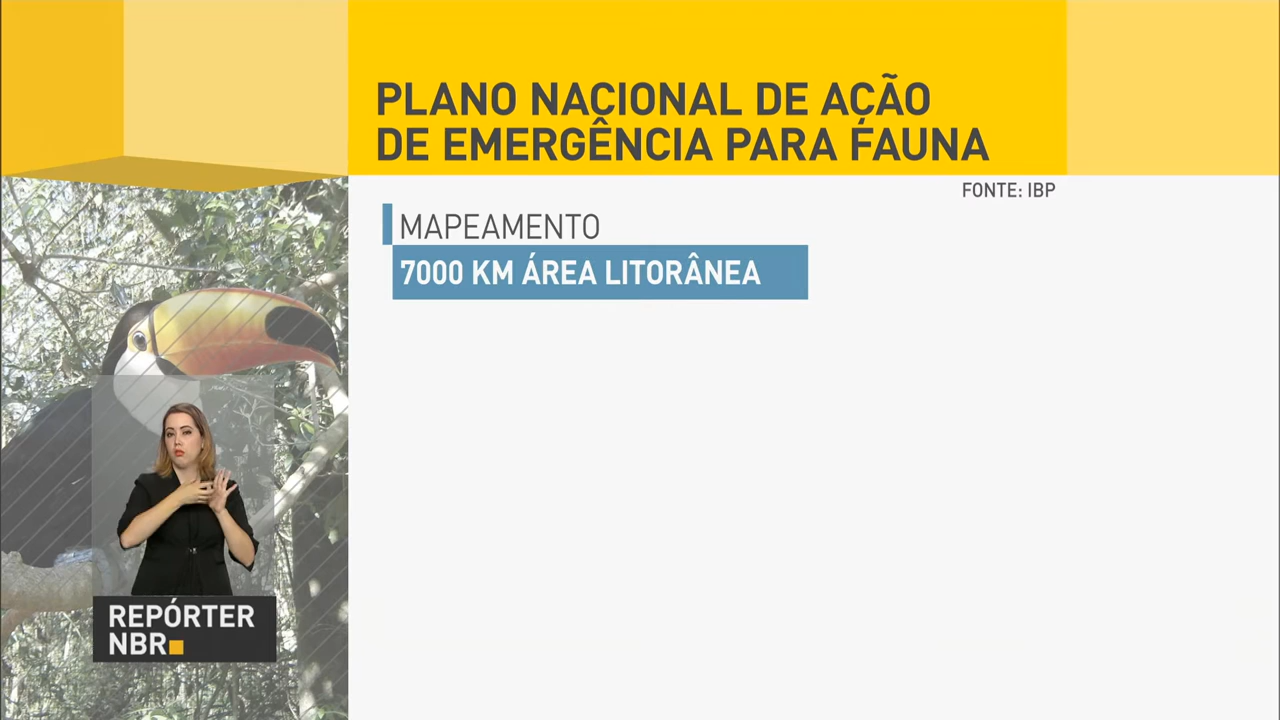 PLANO NACIONAL DE AÇÃO
DE EMERGÊNCIA PARA FAUNA
FONTE: IBP
MAPEAMENTO
7000 KM ÁREA LITORÂNEA
REPÓRTER
NBR